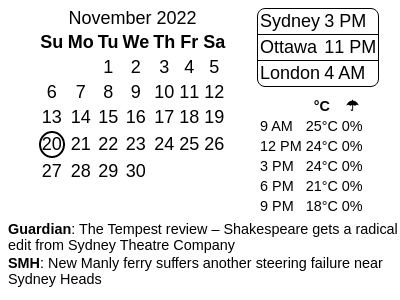 November 2022
Su Mo Tu We Th Fr Sa
1 2 3 4 5
6 7 8 9 10 11 12
13 14 15 16 17 18 19
20 21 22 23 24 25 26
27 28 29 30
Sydney 3 PM
Ottawa 11 PM
London 4 AM
°C ☂
9 AM 25°C 0%
12 PM 24°C 0%
3 PM 24°C 0%
6 PM 21°C 0%
9 PM 18°C 0%
Guardian: The Tempest review – Shakespeare gets a radical
edit from Sydney Theatre Company
SMH: New Manly ferry suffers another steering failure near
Sydney Heads